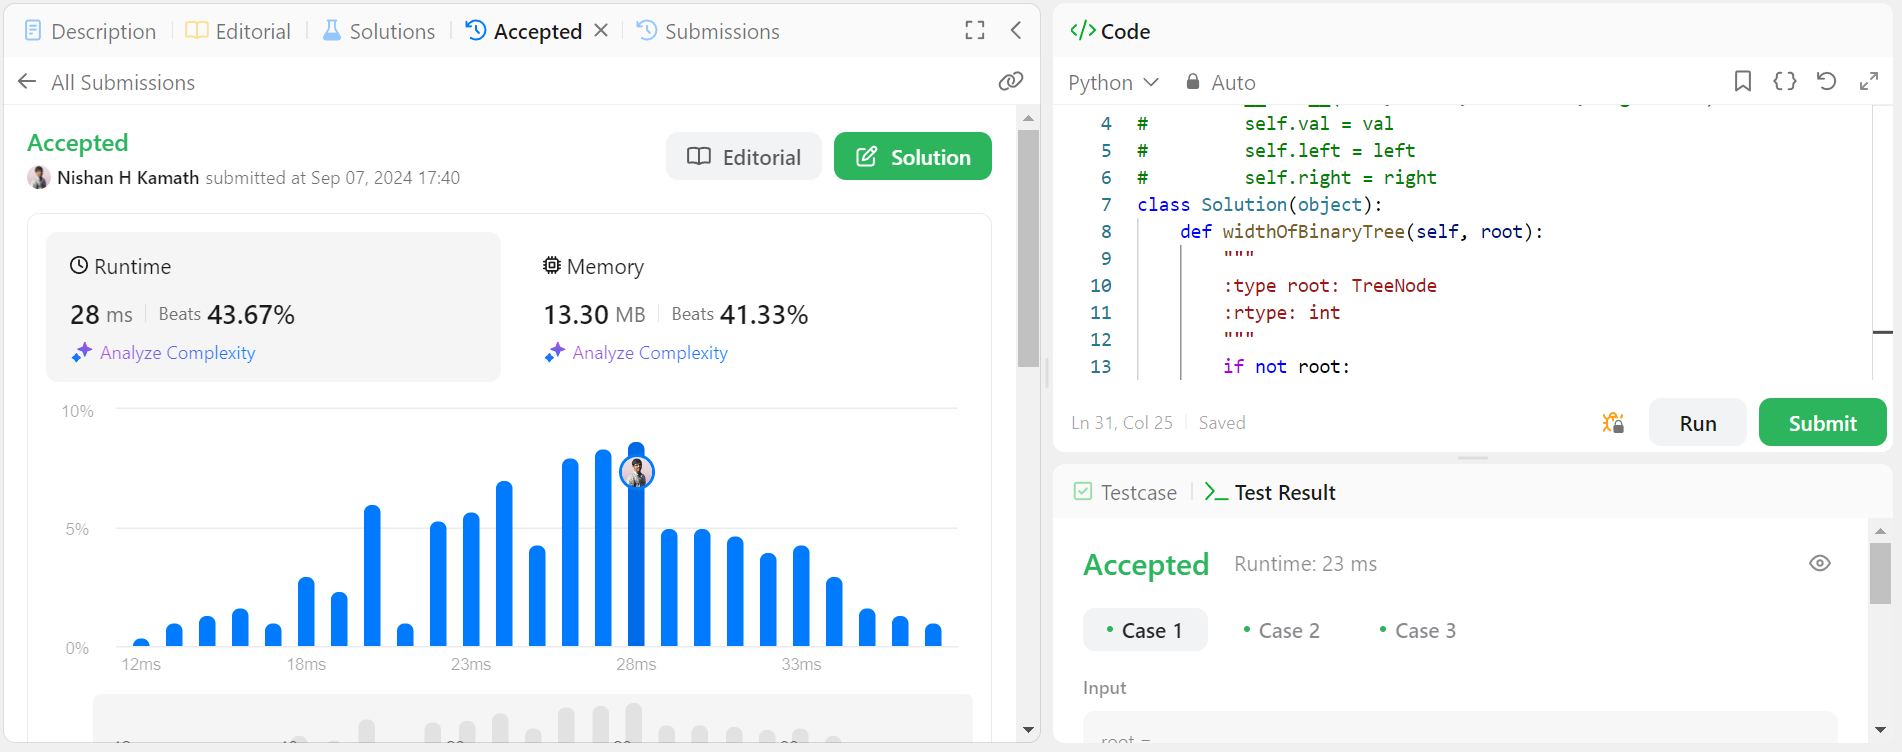 Description
Editorial
Solutions
Accepted
Submissions
All Submissions
Accepted
Nishan H Kamath submitted at Sep 07, 2024 17:40
Editorial
Solution
Runtime
28 ms
Beats 43.67%
Analyze Complexity
Memory
13.30 MB
Beats 41.33%
Analyze Complexity
10%
5%
0%
12ms
18ms
23ms
28ms
33ms
</> Code
Python
Auto
4 # self.val = val
5 # self.left = left
6 # self.right = right
7 class Solution(object):
8 def widthOfBinaryTree(self, root):
9 """
10 :type root: TreeNode
11 :rtype: int
12 """
13 if not root:
Ln 31, Col 25
Saved
Run
Submit
Testcase
Test Result
Accepted
Runtime: 23 ms
Case 1
Case 2
Case 3
Input
root =